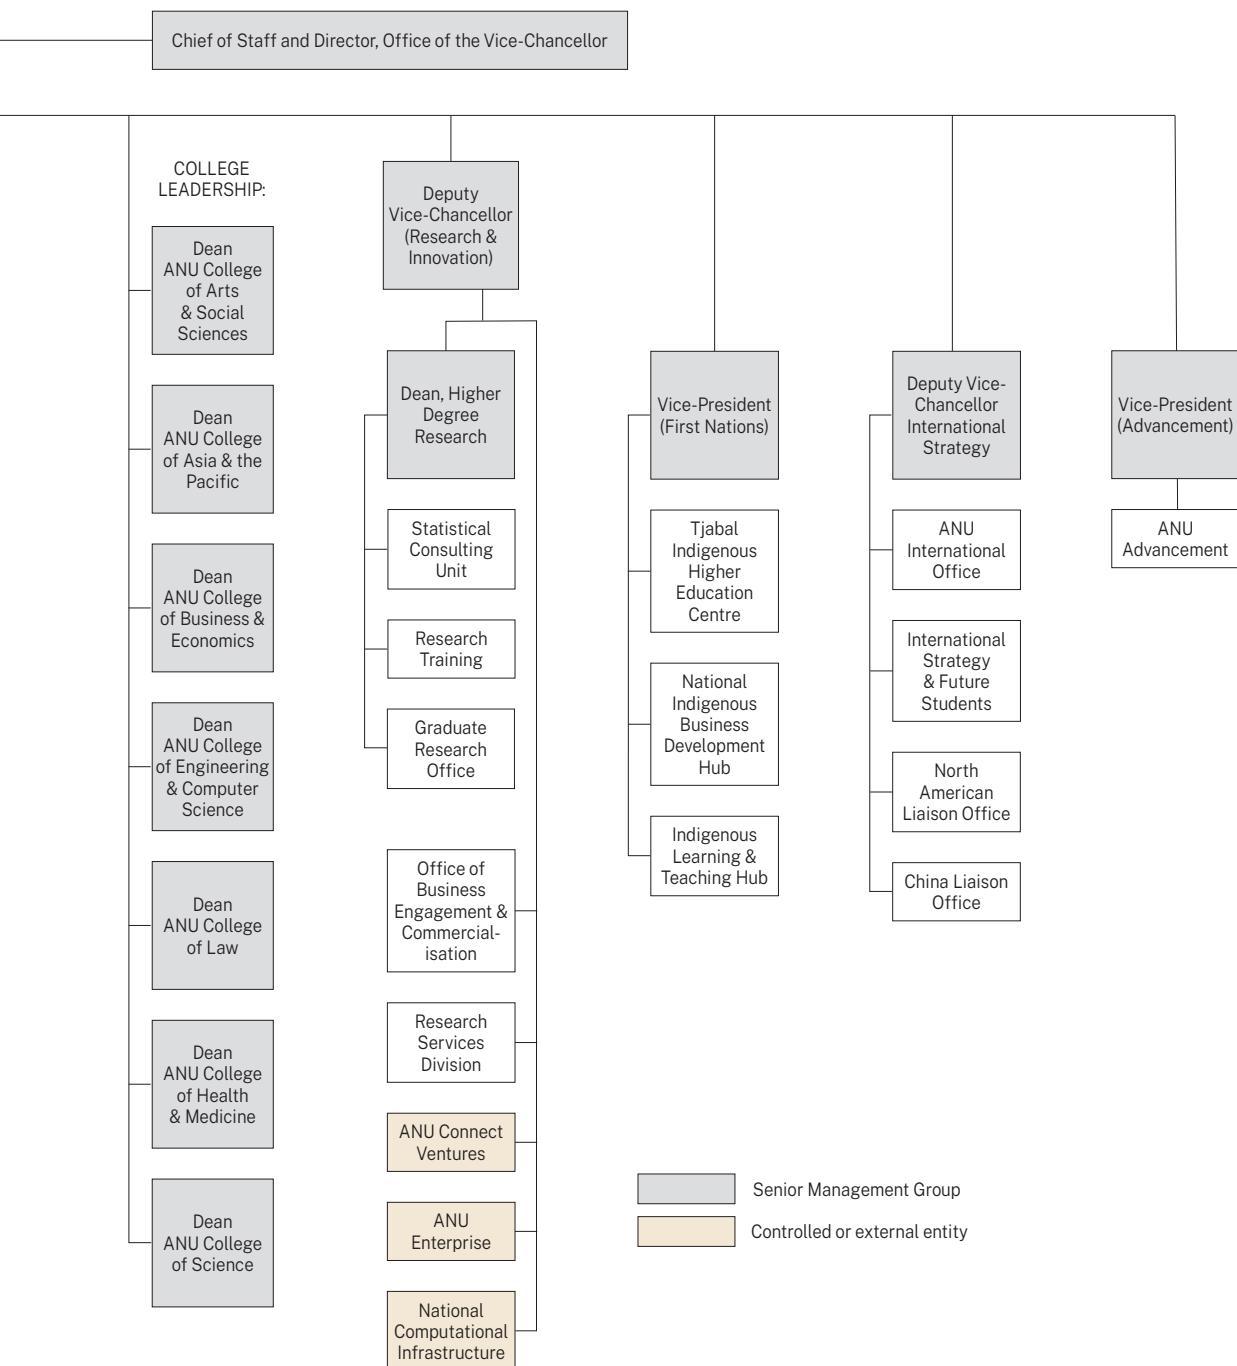 Chief of Staff and Director, Office of the Vice-Chancellor
COLLEGE
LEADERSHIP:
Dean
ANU College
of Arts
& Social
Sciences
Dean
ANU College
of Asia & the
Pacific
Dean
ANU College
of Business &
Economics
Dean
ANU College
of Engineering
& Computer
Science
Dean
ANU College
of Law
Dean
ANU College
of Health
& Medicine
Dean
ANU College
of Science
Deputy
Vice-Chancellor
(Research &
Innovation)
Dean, Higher
Degree
Research
Statistical
Consulting
Unit
Research
Training
Graduate
Research
Office
Office of
Business
Engagement &
Commercial-
isation
Research
Services
Division
ANU Connect
Ventures
ANU
Enterprise
National
Computational
Infrastructure
Vice-President
(First Nations)
Tjabal
Indigenous
Higher
Education
Centre
National
Indigenous
Business
Development
Hub
Indigenous
Learning &
Teaching Hub
Deputy Vice-
Chancellor
International
Strategy
ANU
International
Office
International
Strategy
& Future
Students
North
American
Liaison Office
China Liaison
Office
Vice-President
(Advancement)
ANU
Advancement
Senior Management Group
Controlled or external entity